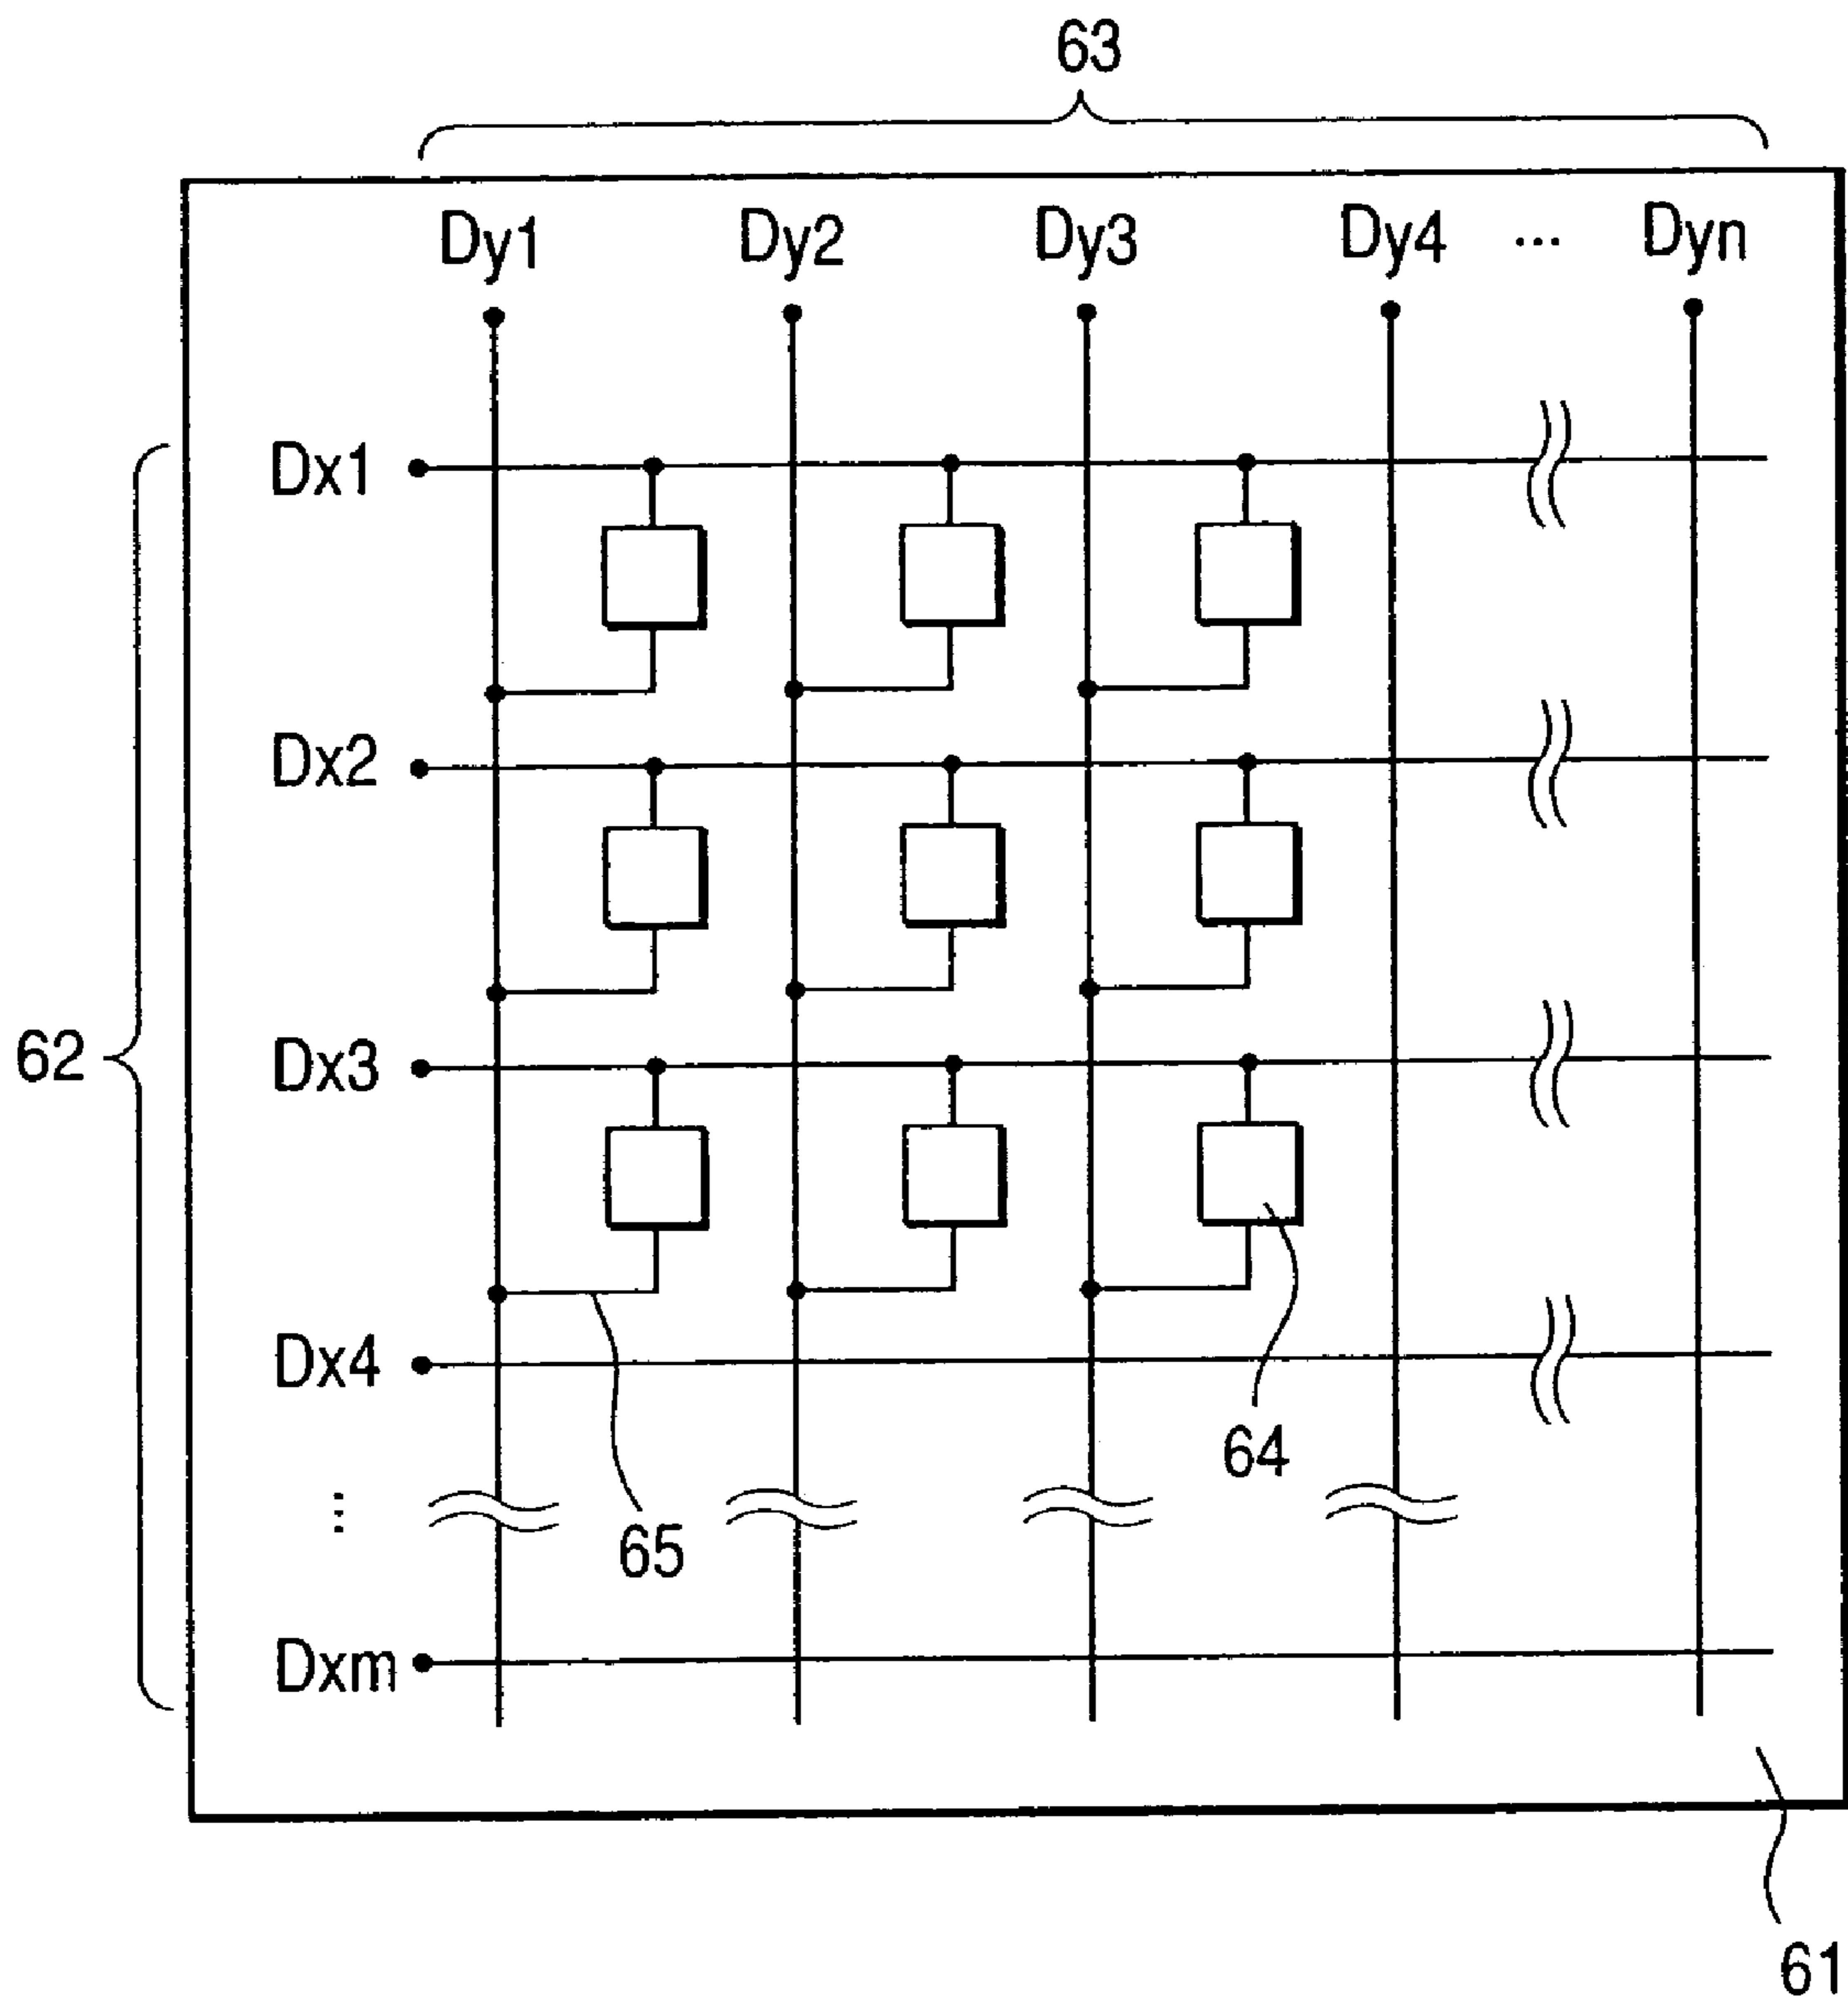 63
Dy1 Dy2 Dy3 Dy4 ... Dyn
Dx1
Dx2
62
Dx3
Dx4
64
⋮
65
Dxm
61